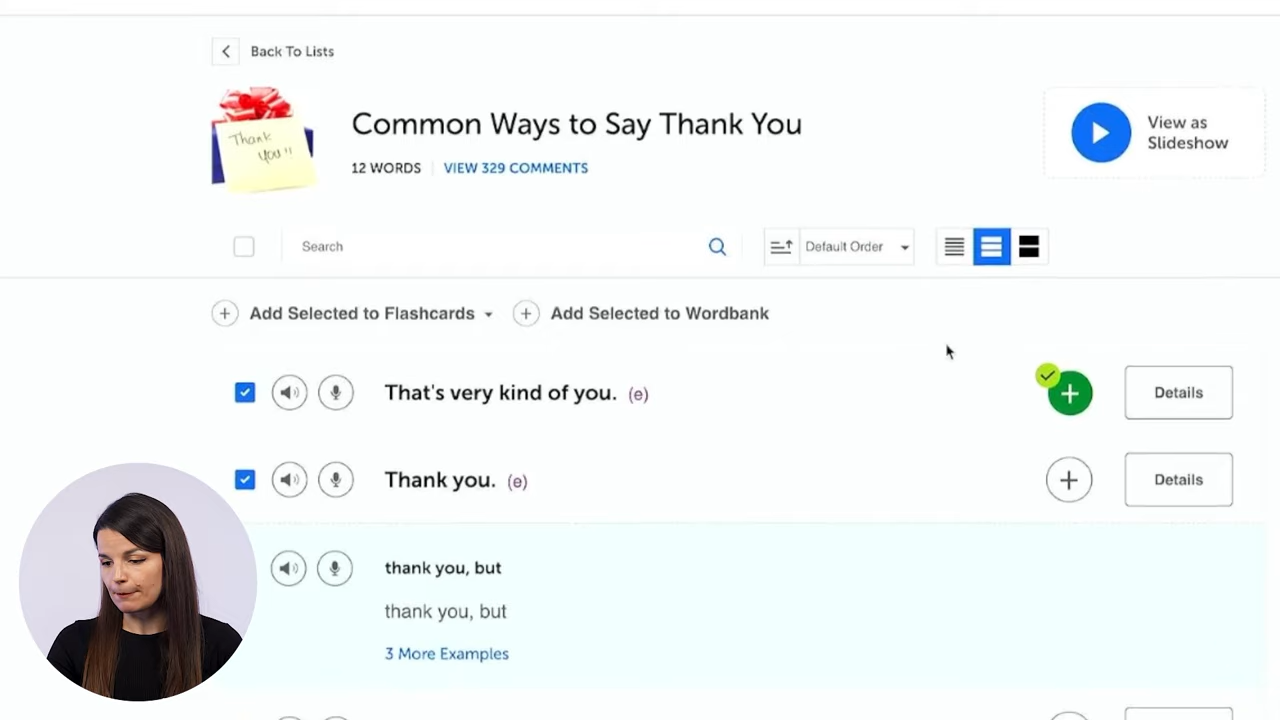 Back To Lists
Thank
You!!
Common Ways to Say Thank You
12 WORDS VIEW 329 COMMENTS
View as
Slideshow
Search
Default Order
Add Selected to Flashcards
Add Selected to Wordbank
That's very kind of you. (e)
Details
Thank you. (e)
Details
thank you, but
thank you, but
3 More Examples